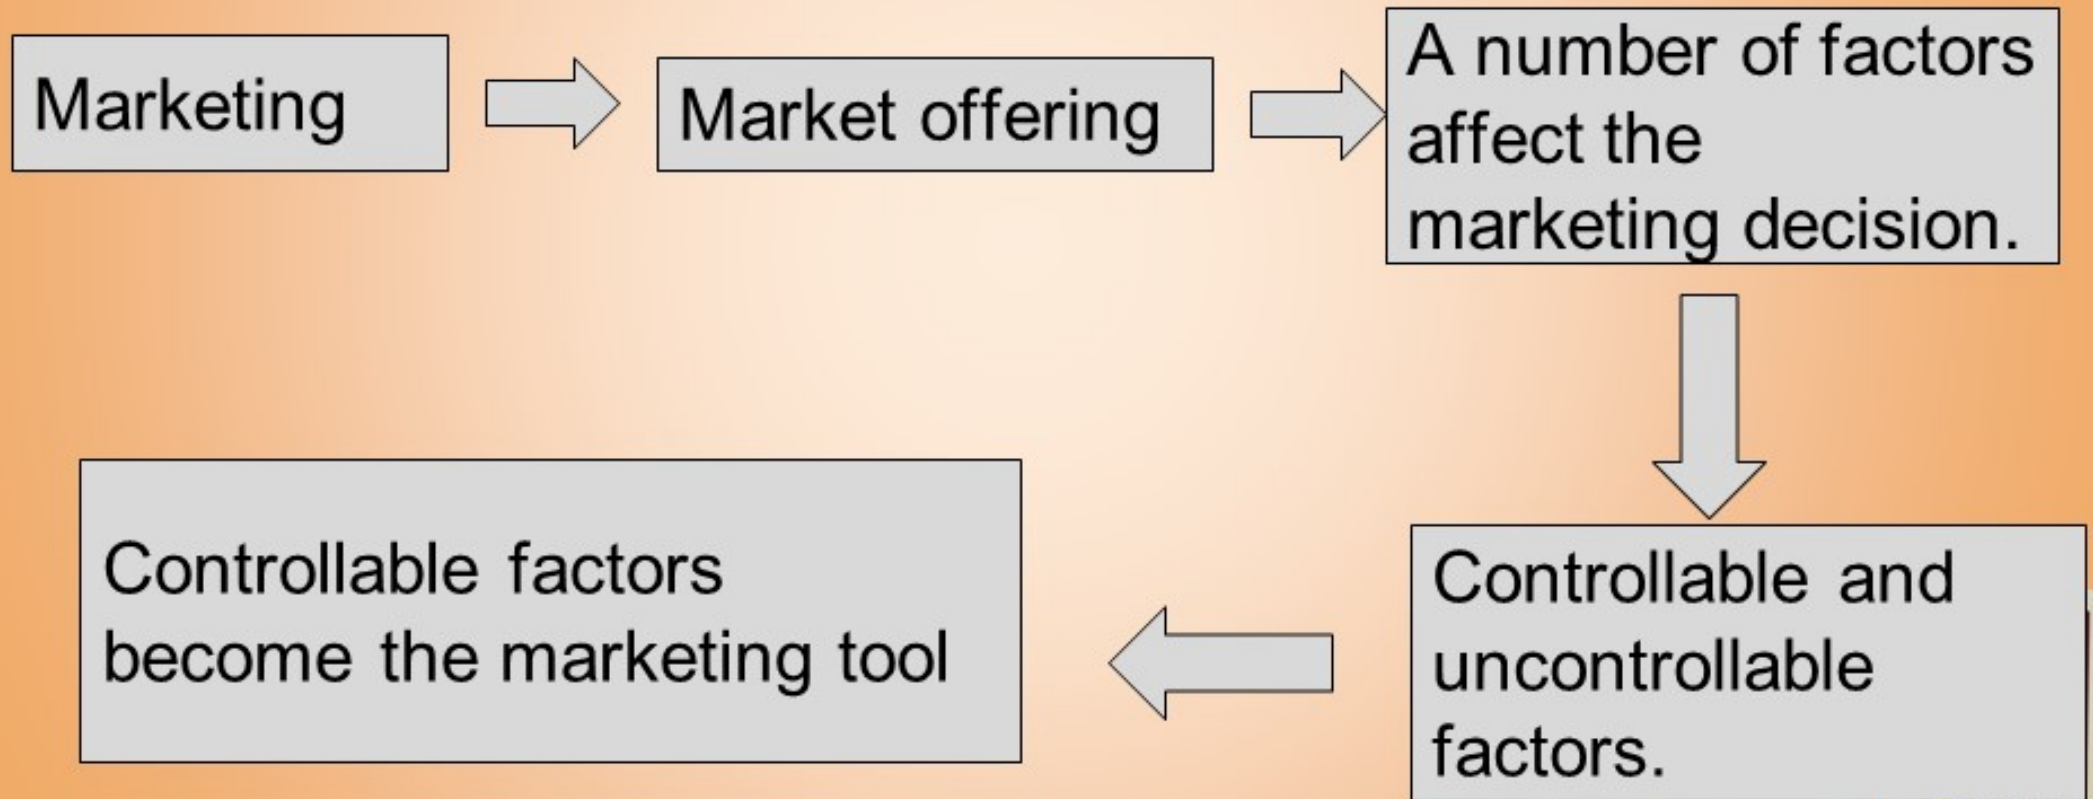 Marketing
Market offering
A number of factors
affect the
marketing decision.
Controllable and
uncontrollable
factors.
Controllable factors
become the marketing tool